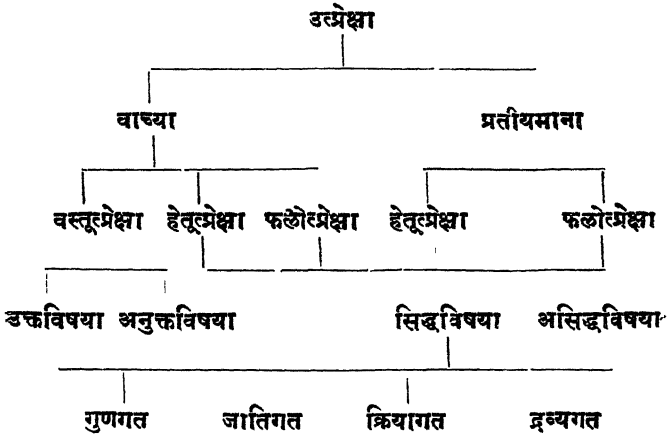 उत्प्रेक्षा
वाच्या प्रतीयमाना
वस्तूत्प्रेक्षा हेतूत्प्रेक्षा फलोत्प्रेक्षा हेतूत्प्रेक्षा फलोत्प्रेक्षा
उक्तविषया अनुक्तविषया सिद्धविषया असिद्धविषया
गुणगत जातिगत क्रियागत द्रव्यगत